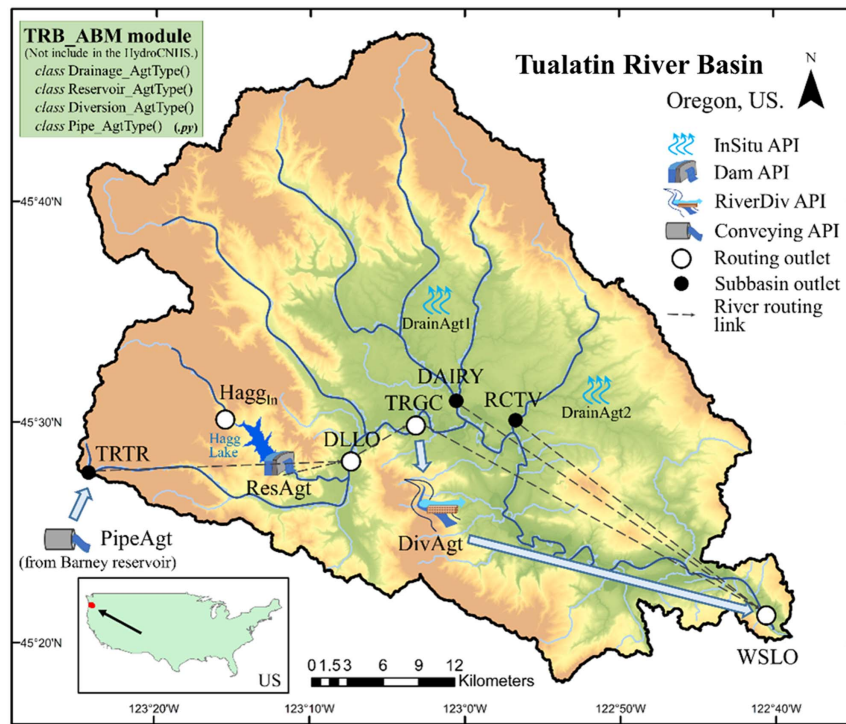 TRB_ABM module
(Not include in the HydroCNHS.)
class Drainage_AgtType()
class Reservoir_AgtType()
class Diversion_AgtType()
class Pipe_AgtType() (.py)
Tualatin River Basin
Oregon, US.
N
InSitu API
Dam API
RiverDiv API
Conveying API
Routing outlet
Subbasin outlet
River routing
link
45°40'N
45°30'N
45°20'N
DrainAgt1
DrainAgt2
DAIRY
RCTV
TRGC
HaggIn
Hagg
Lake
DLLO
TRTR
ResAgt
PipeAgt
(from Barney reservoir)
DivAgt
WSLO
US
0 1.5 3 6 9 12
Kilometers
123°20'W 123°10'W 123°0'W 122°50'W 122°40'W